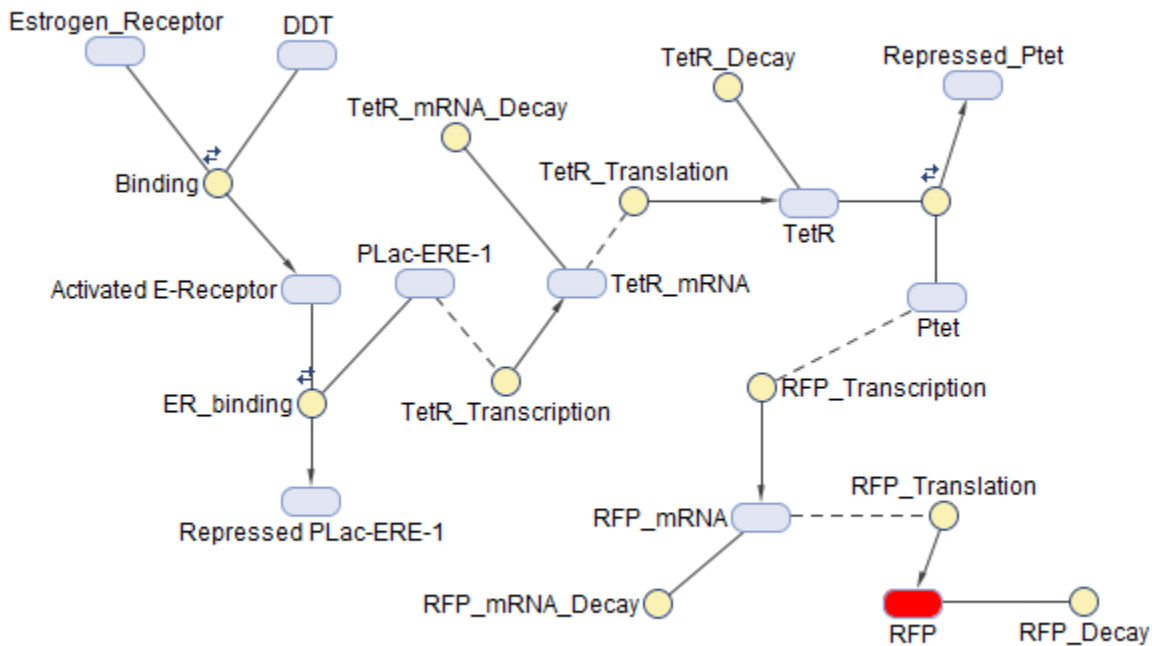 Estrogen_Receptor
DDT
TetR_Decay
Repressed_Ptet
TetR_mRNA_Decay
Binding
TetR_Translation
TetR
PLac-ERE-1
Activated E-Receptor
TetR_mRNA
Ptet
ER_binding
TetR_Transcription
RFP_Transcription
Repressed PLac-ERE-1
RFP_mRNA
RFP_Translation
RFP_mRNA_Decay
RFP
RFP_Decay